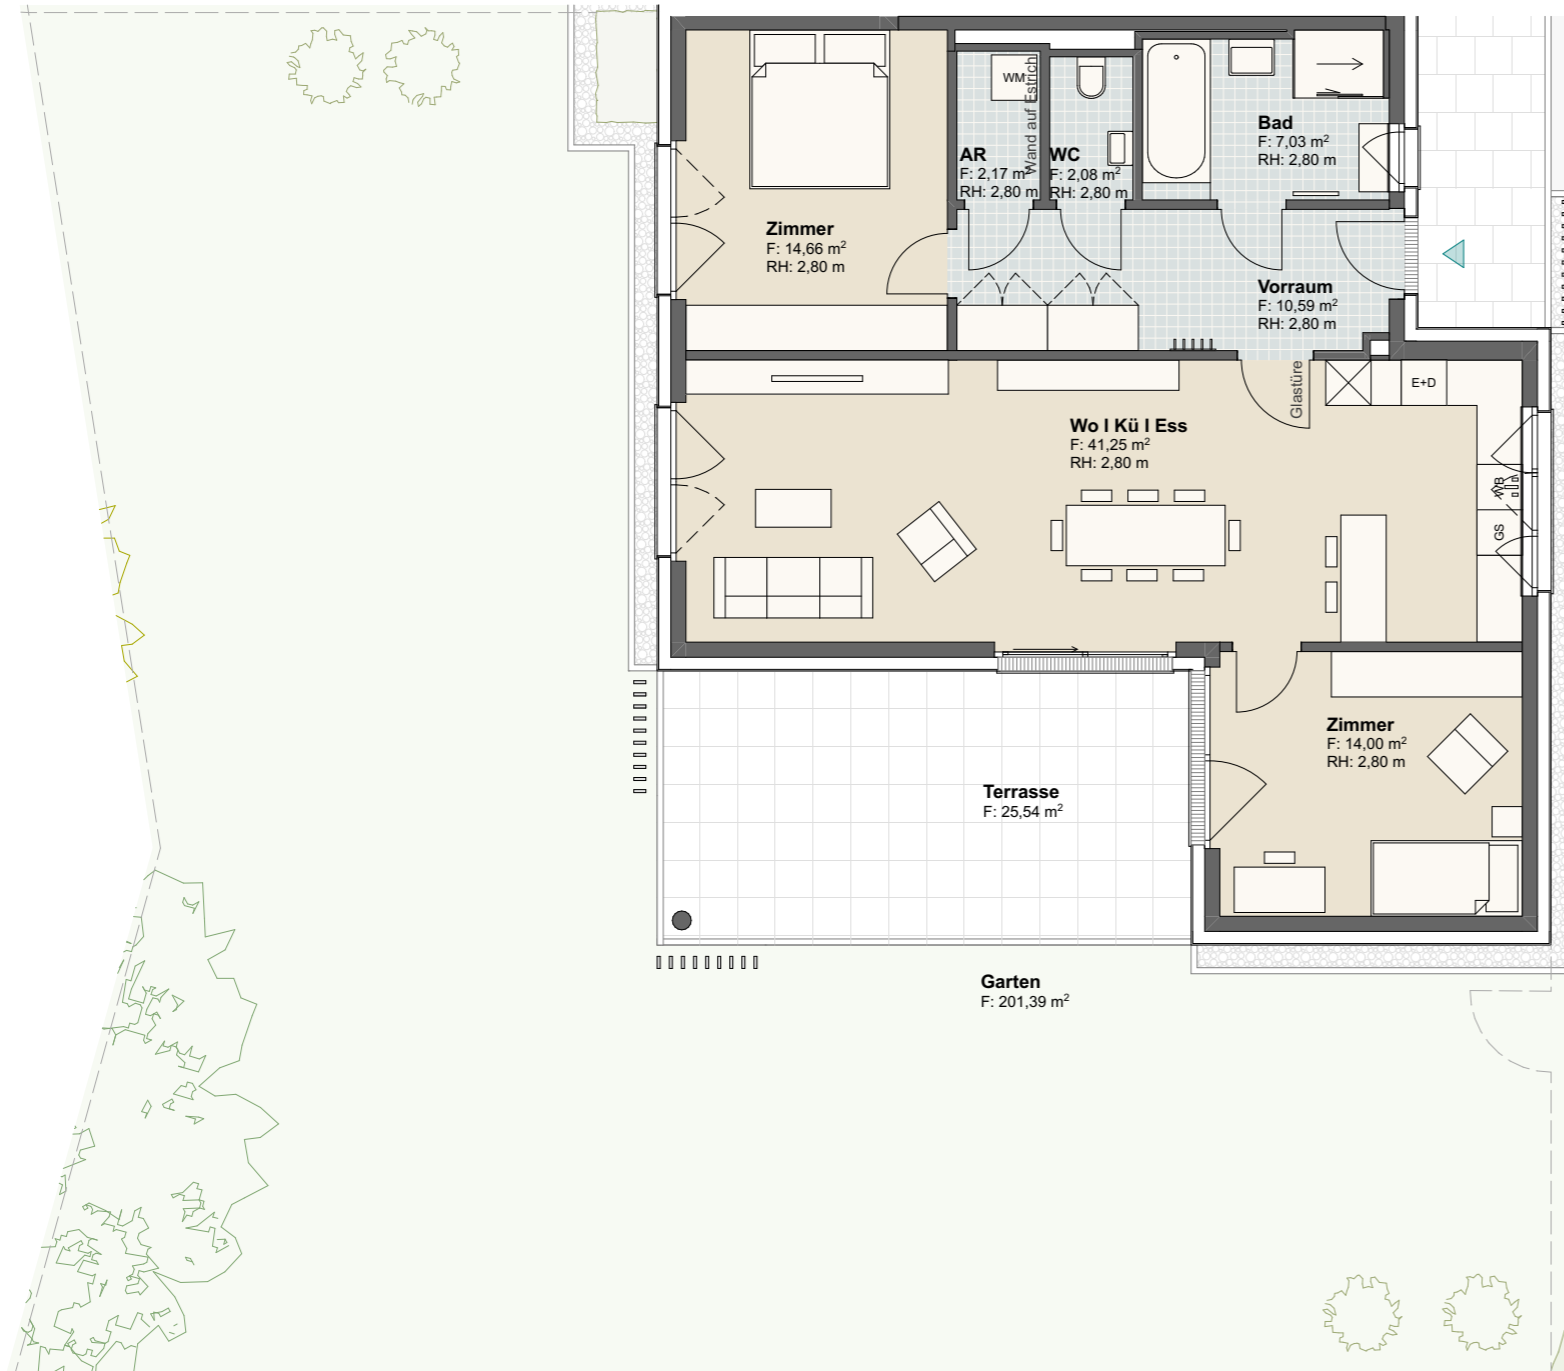 WM
Wand auf Estrich
Bad
F: 7,03 m²
RH: 2,80 m
AR
F: 2,17 m²
RH: 2,80 m
WC
F: 2,08 m²
RH: 2,80 m
Zimmer
F: 14,66 m²
RH: 2,80 m
Vorraum
F: 10,59 m²
RH: 2,80 m
Glastüre
E+D
Wo I Kü I Ess
F: 41,25 m²
RH: 2,80 m
WB
GS
Zimmer
F: 14,00 m²
RH: 2,80 m
Terrasse
F: 25,54 m²
Garten
F: 201,39 m²